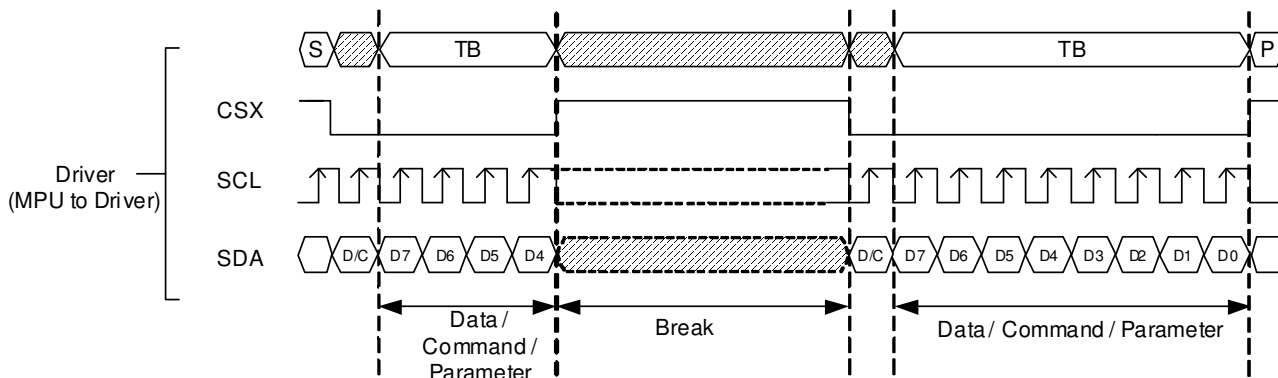 S TB TB P
CSX
Driver
(MPU to Driver)
SCL
SDA D/C D7 D6 D5 D4 D/C D7 D6 D5 D4 D3 D2 D1 D0
Data /
Command /
Parameter
Break
Data / Command / Parameter